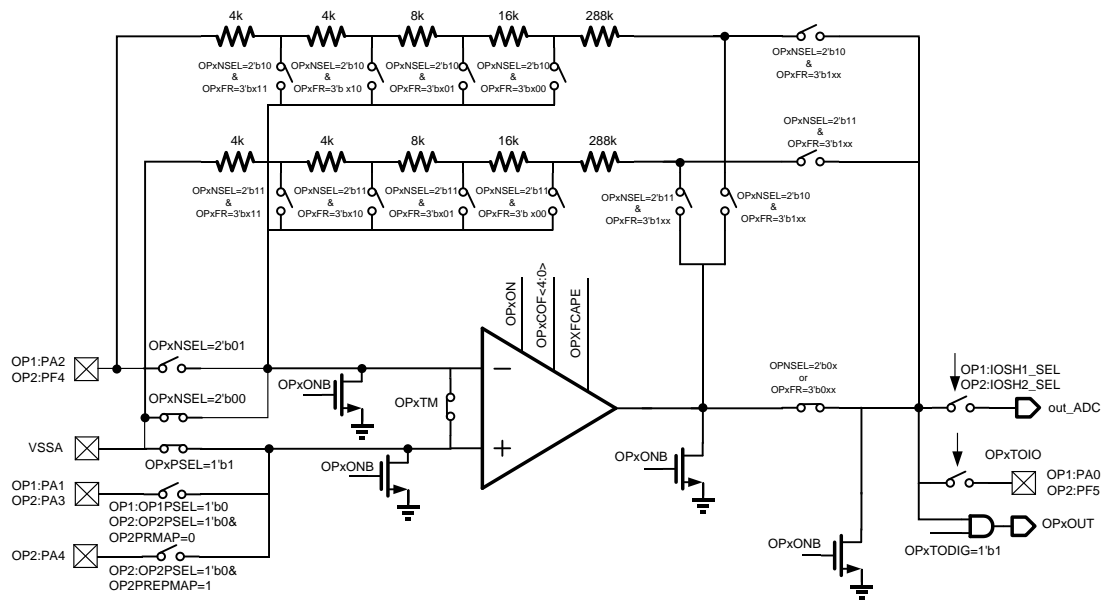 4k 4k 8k 16k 288k
OPxNSEL=2'b10
&
OPxFR=3'bx11
OPxNSEL=2'b10
&
OPxFR=3'b x10
OPxNSEL=2'b10
&
OPxFR=3'bx01
OPxNSEL=2'b10
&
OPxFR=3'bx00
OPxNSEL=2'b10
&
OPxFR=3'b1xx
4k 4k 8k 16k 288k
OPxNSEL=2'b11
&
OPxFR=3'bx11
OPxNSEL=2'b11
&
OPxFR=3'bx10
OPxNSEL=2'b11
&
OPxFR=3'bx01
OPxNSEL=2'b11
&
OPxFR=3'b x00
OPxNSEL=2'b11
&
OPxFR=3'b1xx
OPxNSEL=2'b10
&
OPxFR=3'b1xx
OPxNSEL=2'b11
&
OPxFR=3'b1xx
OPxON
OPxCOF<4:0>
OPXFCAPE
OP1:PA2
OP2:PF4
OPxNSEL=2'b01
OPxNSEL=2'b00
OPxONB
OPxTM
−
+
VSSA
OPxPSEL=1'b1
OPxONB
OP1:PA1
OP2:PA3
OP1:OP1PSEL=1'b0
OP2:OP2PSEL=1'b0&
OP2PRMAP=0
OP2:PA4
OP2:OP2PSEL=1'b0&
OP2PREPMAP=1
OPxONB
OPNSEL=2'b0x
or
OPxFR=3'b0xx
OPxONB
OP1:IOSH1_SEL
OP2:IOSH2_SEL
out_ADC
OPxTOIO
OP1:PA0
OP2:PF5
OPxOUT
OPxTODIG=1'b1